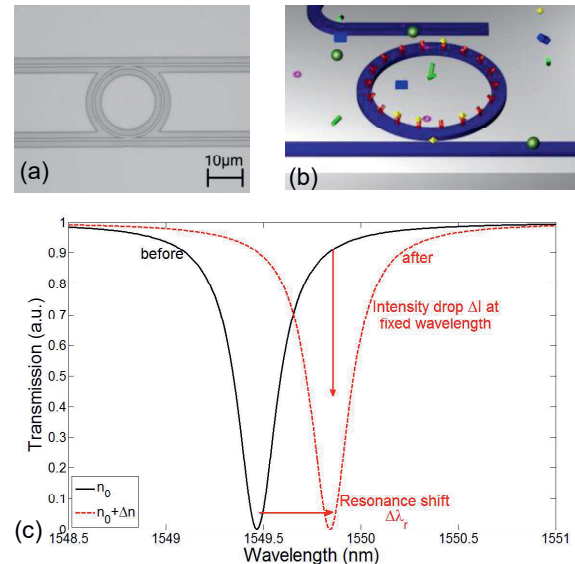 (a)
10µm
(b)
1
0.9
0.8
0.7
0.6
0.5
0.4
0.3
0.2
0.1
0
Transmission (a.u.)
before
after
Intensity drop ΔI at
fixed wavelength
Resonance shift
Δλr
n0
n0+Δn
(c)
1548.5
1549
1549.5
1550
1550.5
1551
Wavelength (nm)